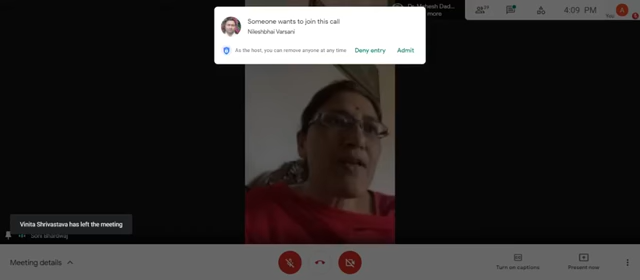 Someone wants to join this call
Nileshbhai Varsani
As the host, you can remove anyone at any time
Deny entry
Admit
more
4:09 PM
You
A
Vinita Shrivastava has left the meeting
Meeting details
Turn on captions
Present now